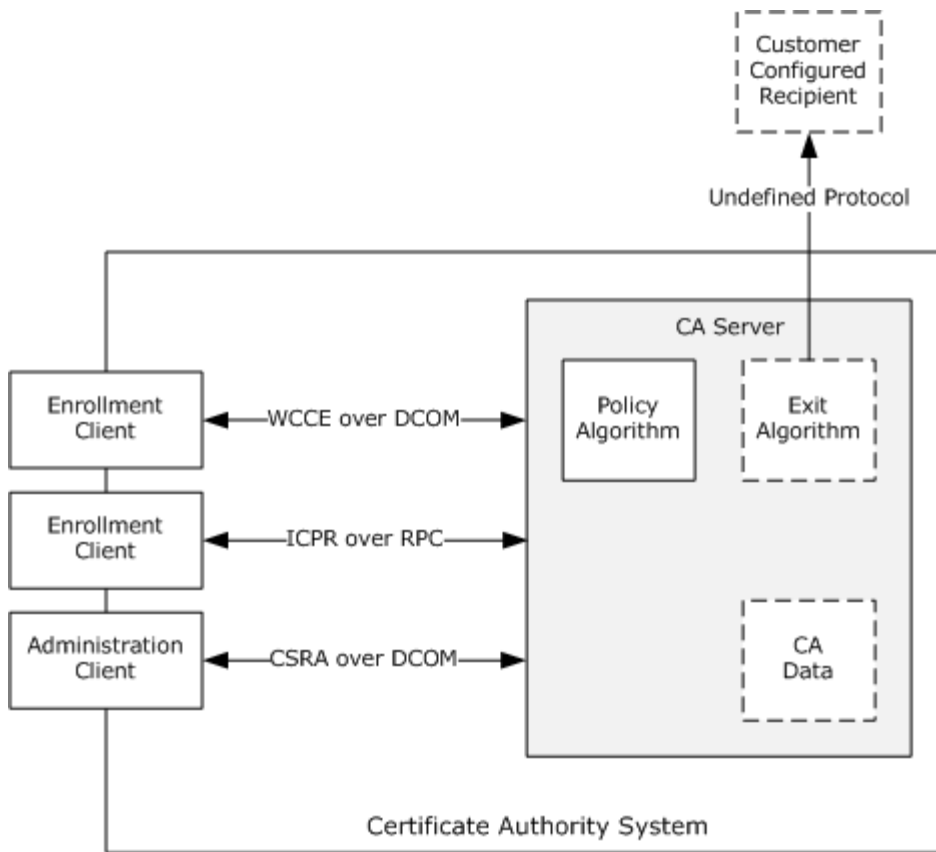 Customer
Configured
Recipient
Undefined Protocol
CA Server
Enrollment
Client
WCCE over DCOM
Policy
Algorithm
Exit
Algorithm
Enrollment
Client
ICPR over RPC
Administration
Client
CSRA over DCOM
CA
Data
Certificate Authority System